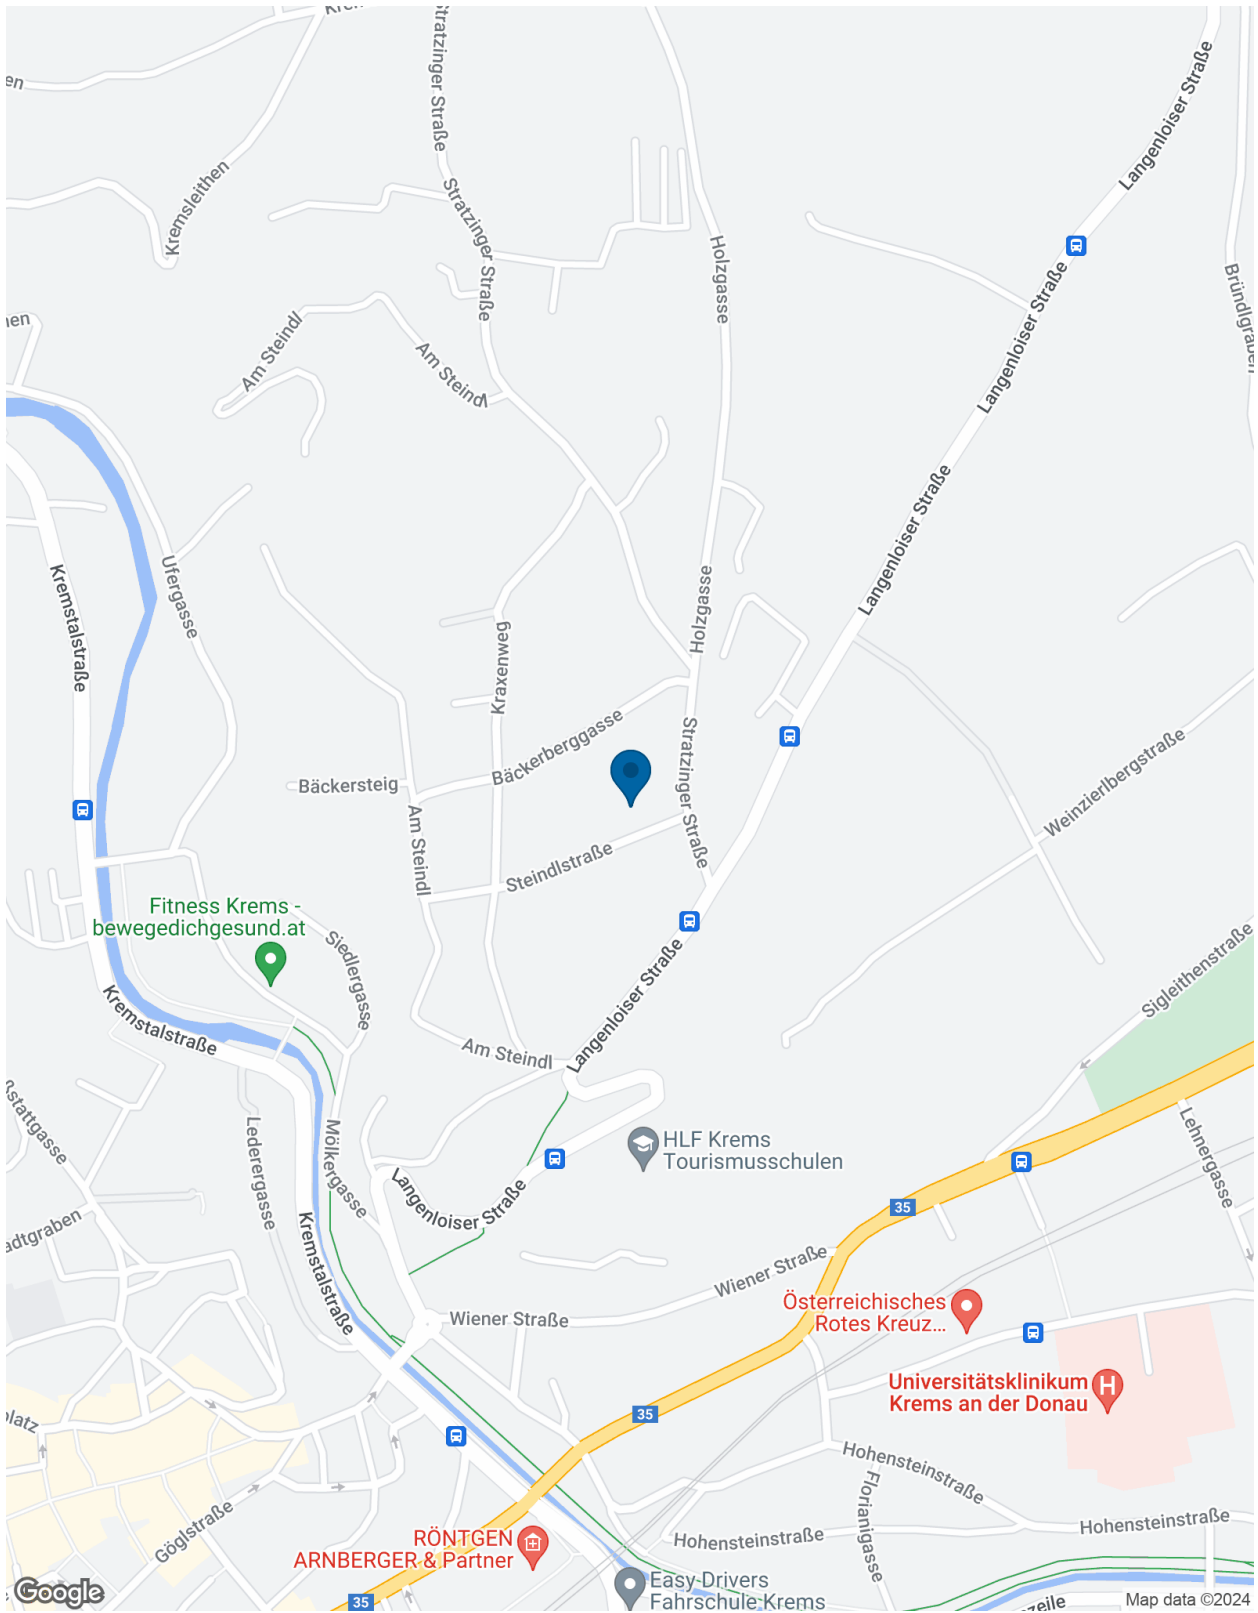 Stratzinger Straße
Langenloiser Straße
Kremsleithen
Stratzinger Straße
Holzgasse
Langenloiser Straße
Bründlgraben
Am Steindl
Am Steindl
Langenloiser Straße
Ufergasse
Kremstalstraße
Holzgasse
Kraxenweg
Bäckerberggasse
Stratzinger Straße
Weinzierlbergstraße
Bäckersteig
Am Steindl
Steindlstraße
Fitness Krems -
bewegedichgesund.at
Siedlergasse
Sigleithenstraße
Langenloiser Straße
Kremstalstraße
Am Steindl
Lederergasse
Mölkergasse
HLF Krems
Tourismusschulen
Lehnergasse
Langenloiser Straße
35
Kremstalstraße
Wiener Straße
Wiener Straße
Österreichisches
Rotes Kreuz...
Universitätsklinikum
Krems an der Donau
H
35
Hohensteinstraße
Florianigasse
Göglstraße
Hohensteinstraße
Hohensteinstraße
RÖNTGEN
ARNBERGER & Partner
Easy-Drivers
Fahrschule Krems
35
Google
Map data ©2024